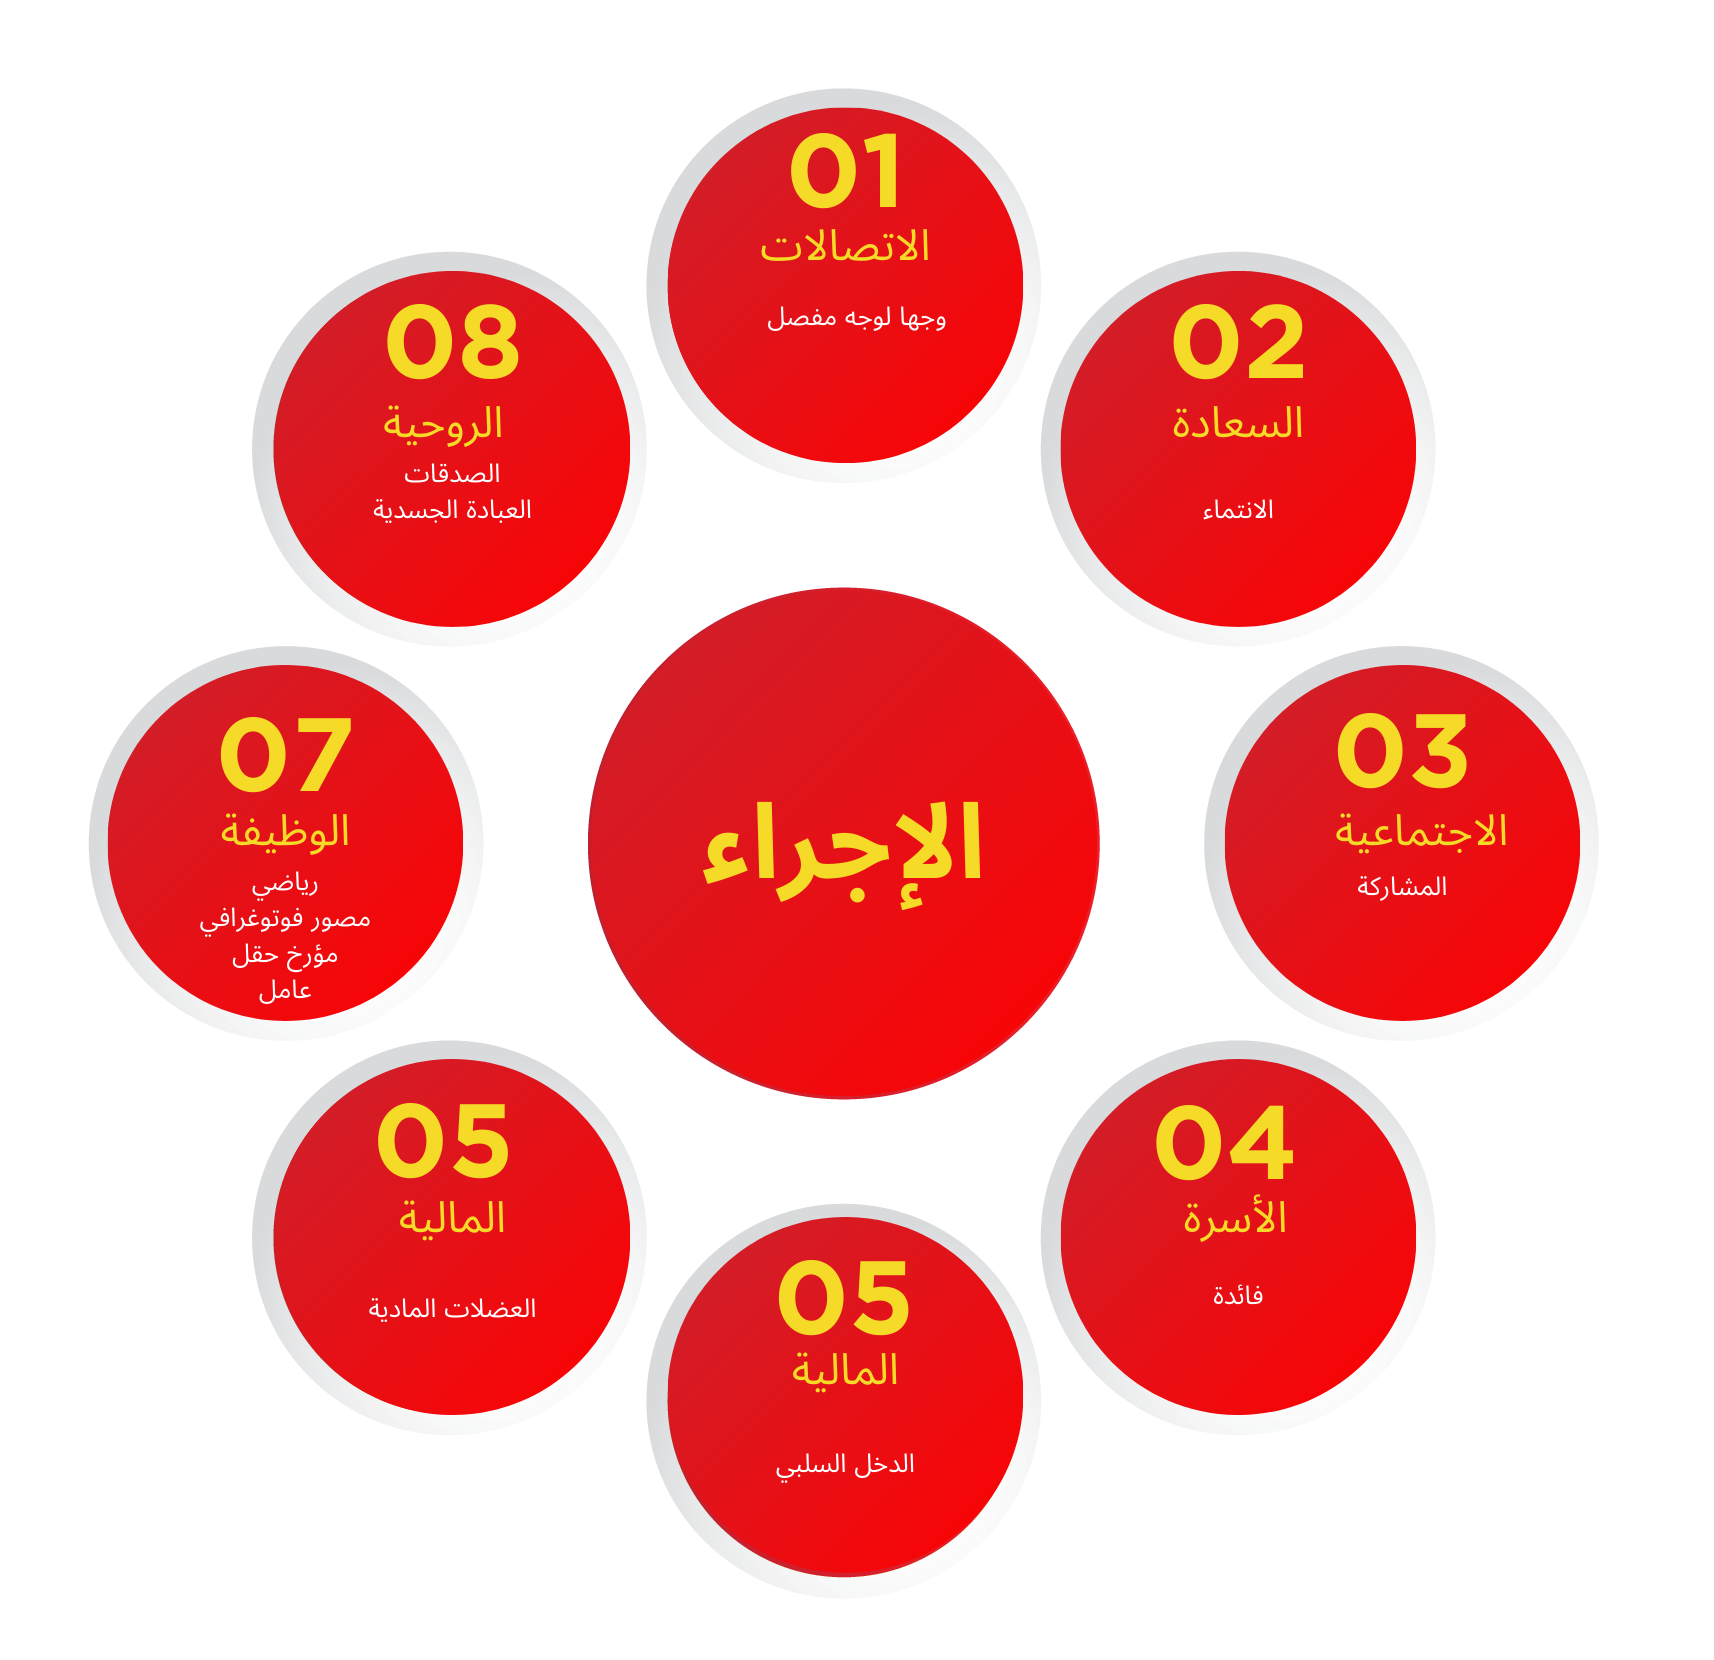 01
الاتصالات
وجها لوجه مفصل
02
السعادة
الانتماء
03
الاجتماعية
المشاركة
04
الأسرة
فائدة
05
المالية
الدخل السلبي
05
المالية
العضلات المادية
07
الوظيفة
رياضي
مصور فوتوغرافي
مؤرخ حقل
عامل
08
الروحية
الصدقات
العبادة الجسدية
الإجراء